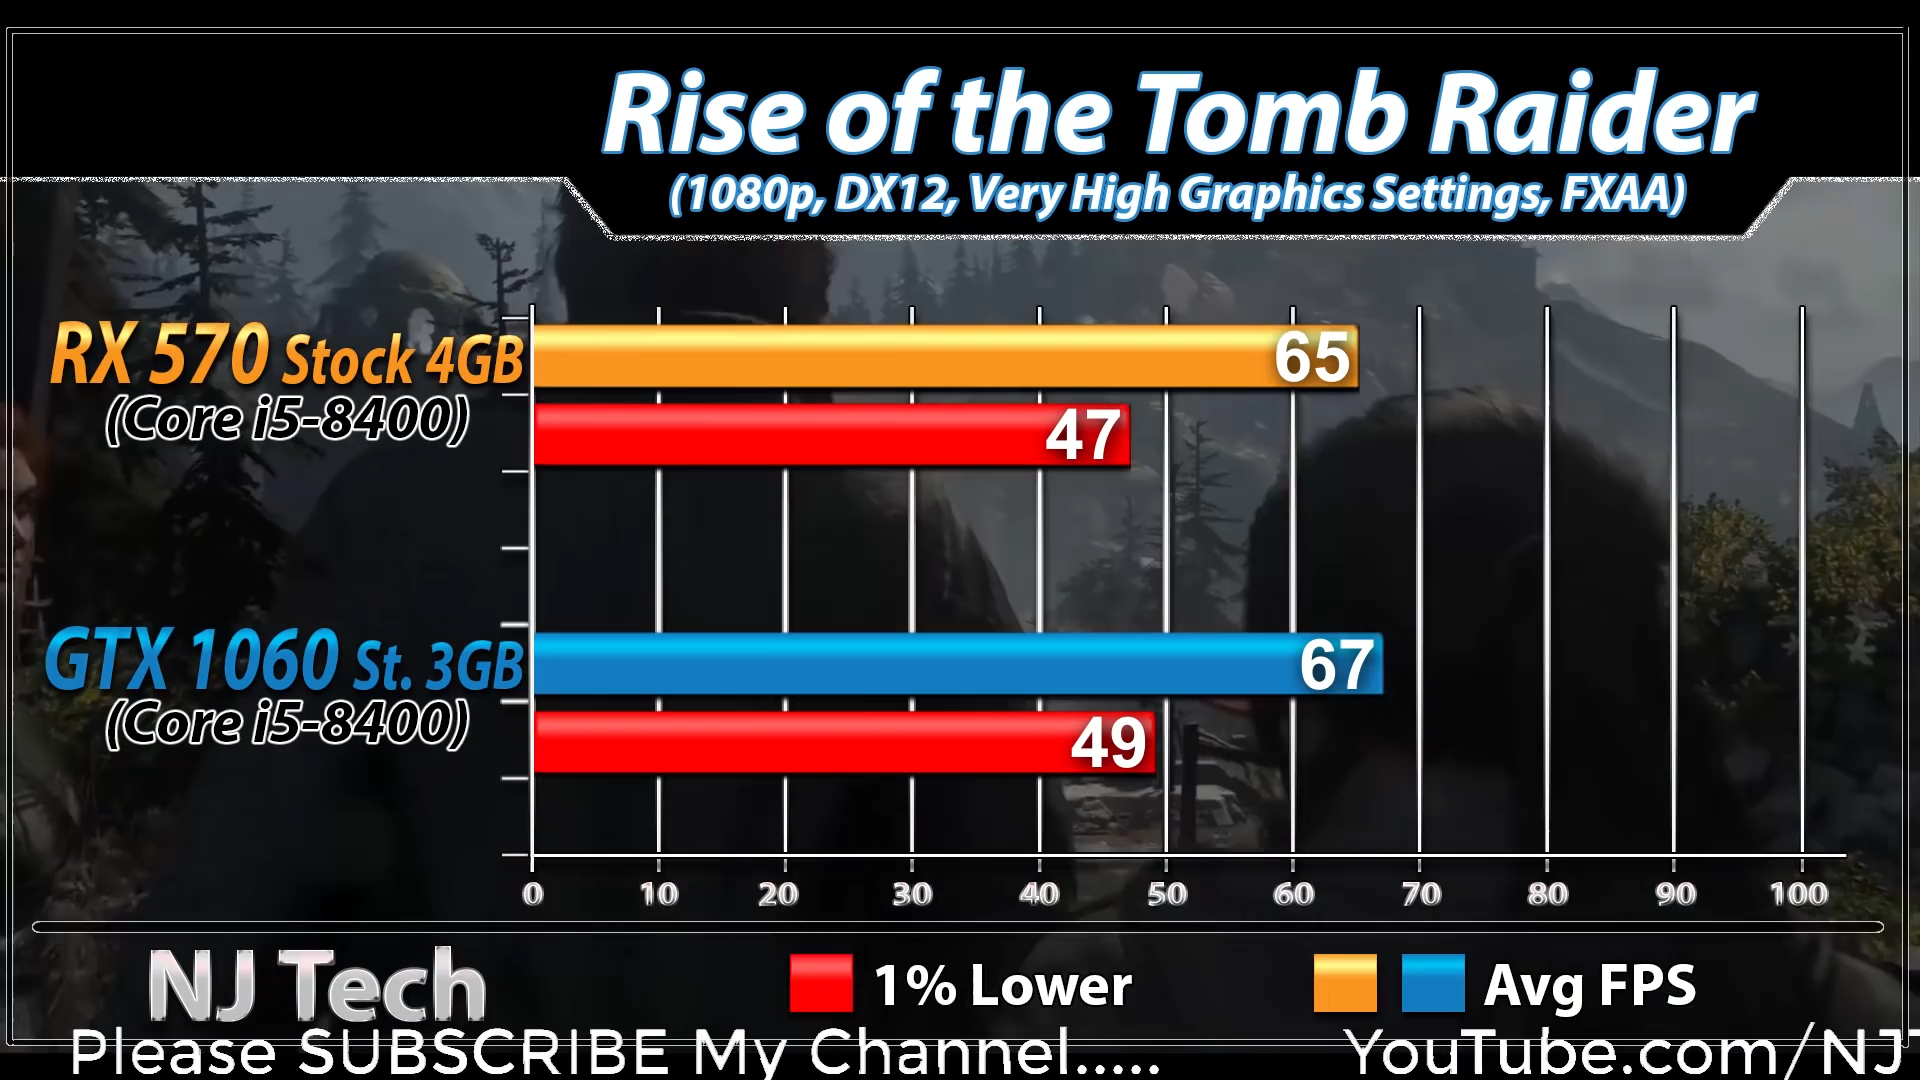 Rise of the Tomb Raider
(1080p, DX12, Very High Graphics Settings, FXAA)
RX 570 Stock 4GB
(Core i5-8400)
65
47
GTX 1060 St. 3GB
(Core i5-8400)
67
49
0 10 20 30 40 50 60 70 80 90 100
NJ Tech
1% Lower
Avg FPS
Please SUBSCRIBE My Channel.....
YouTube.com/NJT